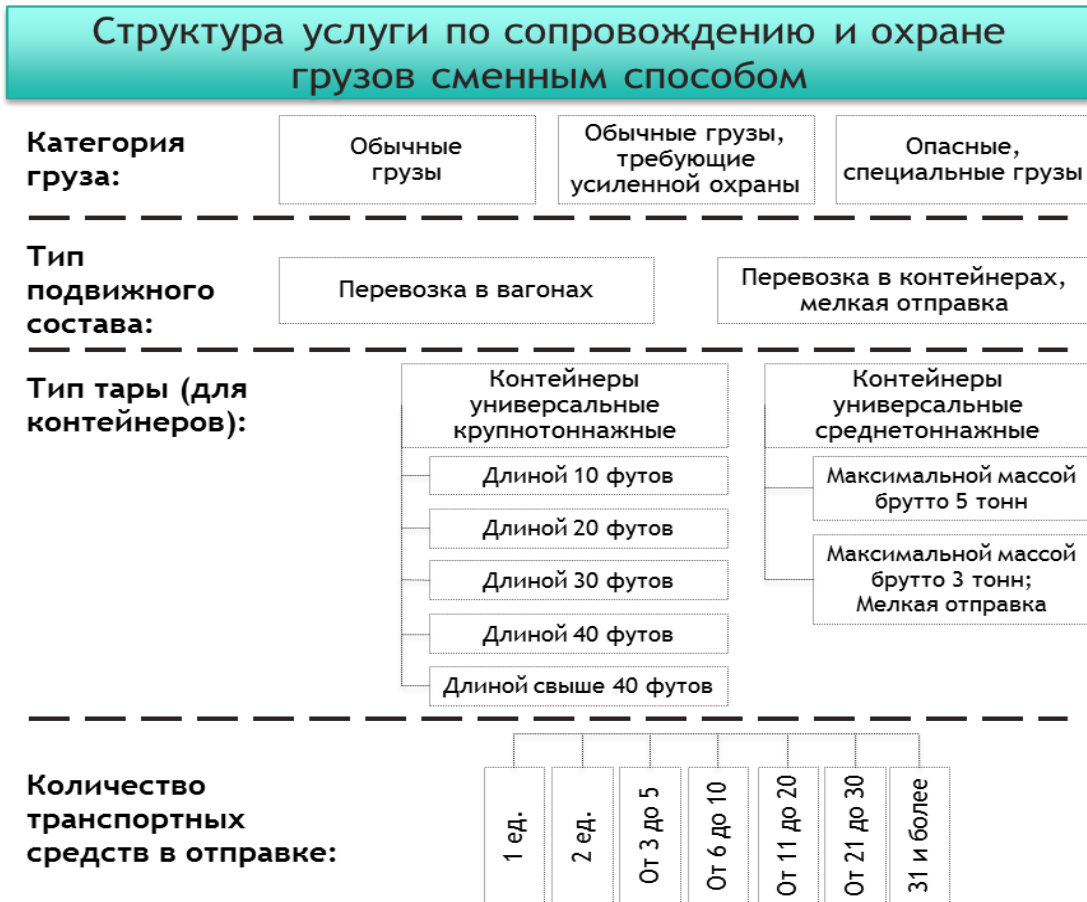 Структура услуги по сопровождению и охране
грузов сменным способом
Категория
груза:
Обычные
грузы
Обычные грузы,
требующие
усиленной охраны
Опасные,
специальные грузы
Тип
подвижного
состава:
Перевозка в вагонах
Перевозка в контейнерах,
мелкая отправка
Тип тары (для
контейнеров):
Контейнеры
универсальные
крупнотоннажные
Длиной 10 футов
Длиной 20 футов
Длиной 30 футов
Длиной 40 футов
Длиной свыше 40 футов
Контейнеры
универсальные
среднетоннажные
Максимальной массой
брутто 5 тонн
Максимальной массой
брутто 3 тонн;
Мелкая отправка
Количество
транспортных
средств в отправке:
1 ед.
2 ед.
От 3 до 5
От 6 до 10
От 11 до 20
От 21 до 30
31 и более